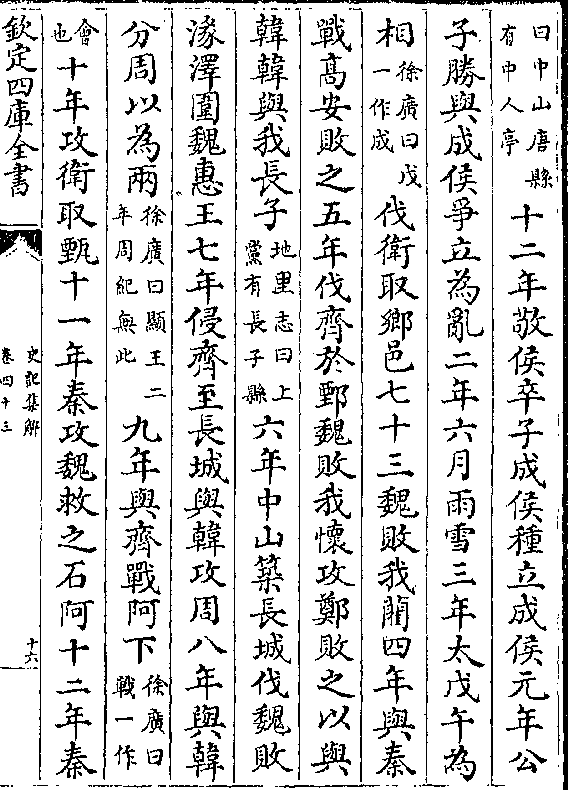 曰中山唐縣有中人亭十二年敬侯卒子成侯種立成侯元年公
子勝與成侯爭立為亂二年六月雨雪三年太戊午為
相徐廣曰戊一作成伐衛取鄉邑七十三魏敗我藺四年與秦
戰高安敗之五年伐齊於鄄魏敗我懷攻鄭敗之以與
韓韓與我長子地里志曰上黨有長子縣六年中山築長城伐魏敗
湪澤圍魏惠王七年侵齊至長城與韓攻周八年與韓
分周以為兩徐廣曰顯王二年周紀無此九年與齊戰阿下徐廣曰戰一作
會也十年攻衛取甄十一年秦攻魏救之石阿十二年秦
欽定四庫全書
史記集解
卷四十三
十六